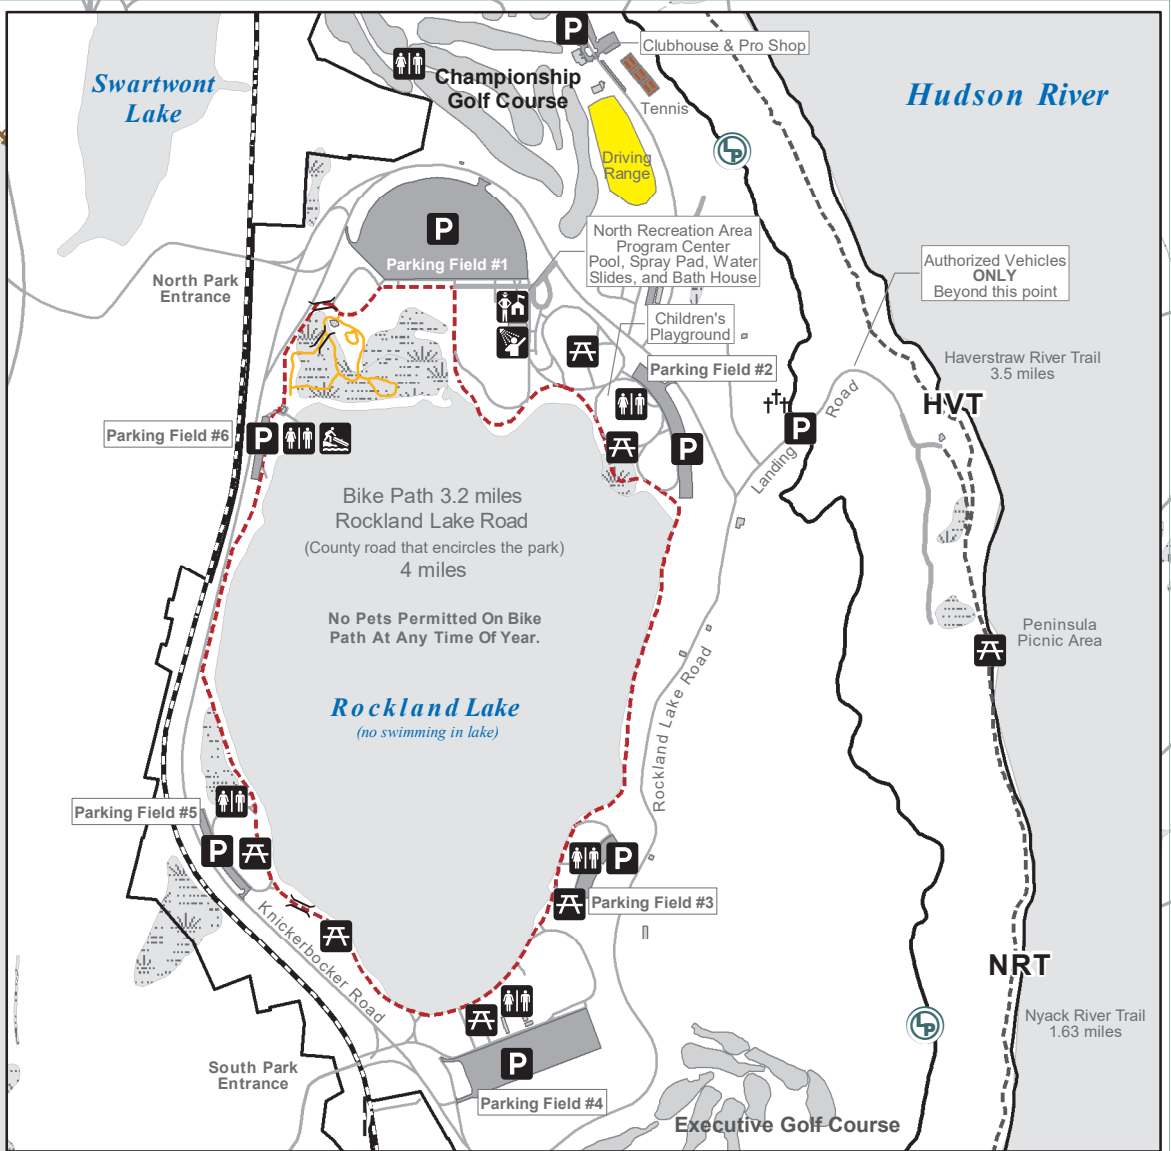 Swartwont
Lake
Championship
Golf Course
P
Clubhouse & Pro Shop
Tennis
Hudson River
LP
Driving
Range
P
Parking Field #1
North Recreation Area
Program Center
Pool, Spray Pad, Water
Slides, and Bath House
Authorized Vehicles
ONLY
Beyond this point
North Park
Entrance
Children's
Playground
Parking Field #2
Haverstraw River Trail
3.5 miles
HVT
Parking Field #6
P
P
P
Landing
Road
Bike Path 3.2 miles
Rockland Lake Road
(County road that encircles the park)
4 miles
No Pets Permitted On Bike
Path At Any Time Of Year.
Peninsula
Picnic Area
Rockland Lake
(no swimming in lake)
Rockland Lake Road
Parking Field #5
P
P
Parking Field #3
Knickerbocker Road
NRT
Nyack River Trail
1.63 miles
LP
South Park
Entrance
P
Parking Field #4
Executive Golf Course